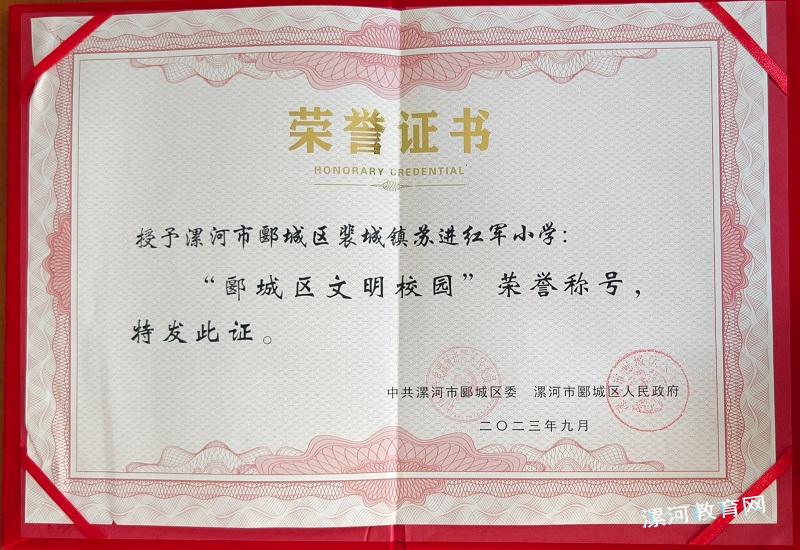 荣誉证书
HONORARY CREDENTIAL
授予漯河市郾城区裴城镇苏进红军小学：
“郾城区文明校园”荣誉称号，
特发此证。
中共漯河市郾城区委 漯河市郾城区人民政府
二〇二三年九月
漯河教育网